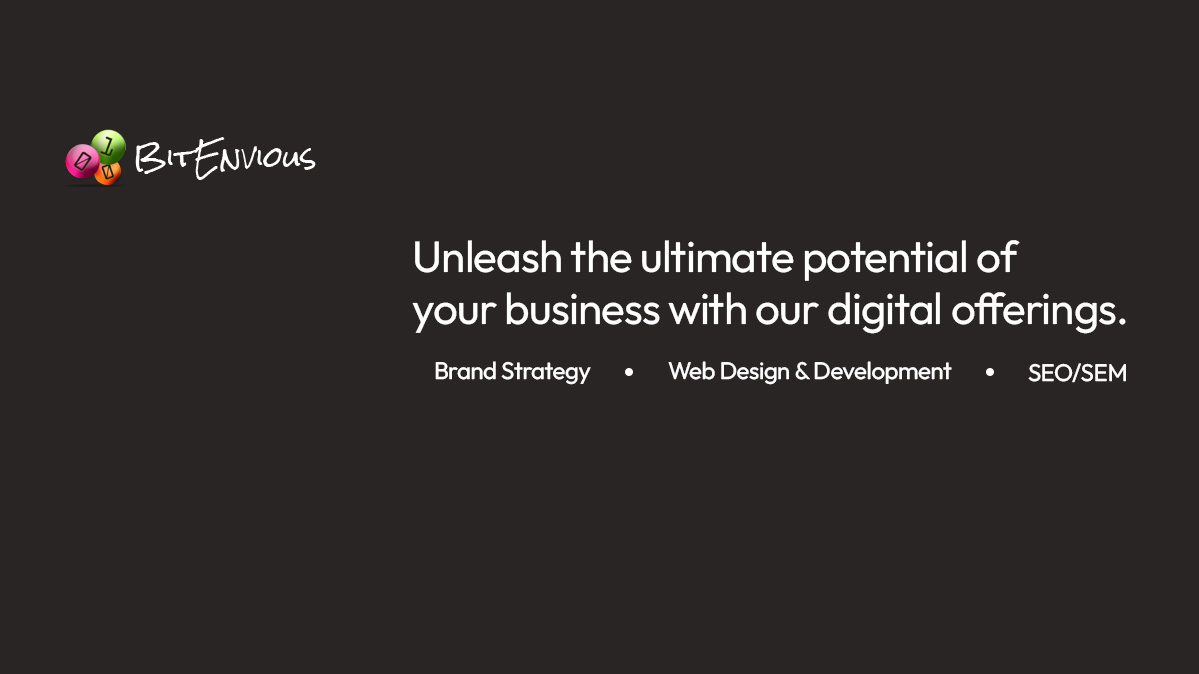 010
BitEnvious
Unleash the ultimate potential of
your business with our digital offerings.
Brand Strategy • Web Design & Development • SEO/SEM